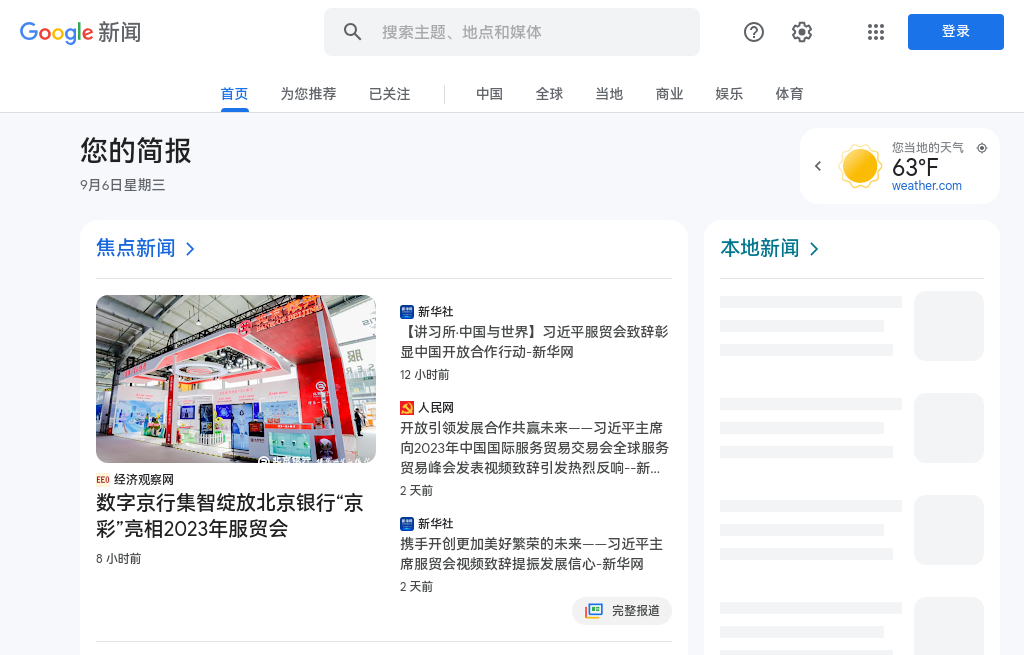 Google 新闻
搜索主题、地点和媒体
登录
首页
为您推荐
已关注
中国
全球
当地
商业
娱乐
体育
您的简报
9月6日星期三
您当地的天气
63°F
weather.com
焦点新闻
EEO 经济观察网
数字京行集智绽放北京银行“京
彩”亮相2023年服贸会
8 小时前
新华社
【讲习所·中国与世界】习近平服贸会致辞彰
显中国开放合作行动-新华网
12 小时前
人民网
开放引领发展合作共赢未来——习近平主席
向2023年中国国际服务贸易交易会全球服务
贸易峰会发表视频致辞引发热烈反响--新…
2 天前
新华社
携手开创更加美好繁荣的未来——习近平主
席服贸会视频致辞提振发展信心-新华网
2 天前
完整报道
本地新闻